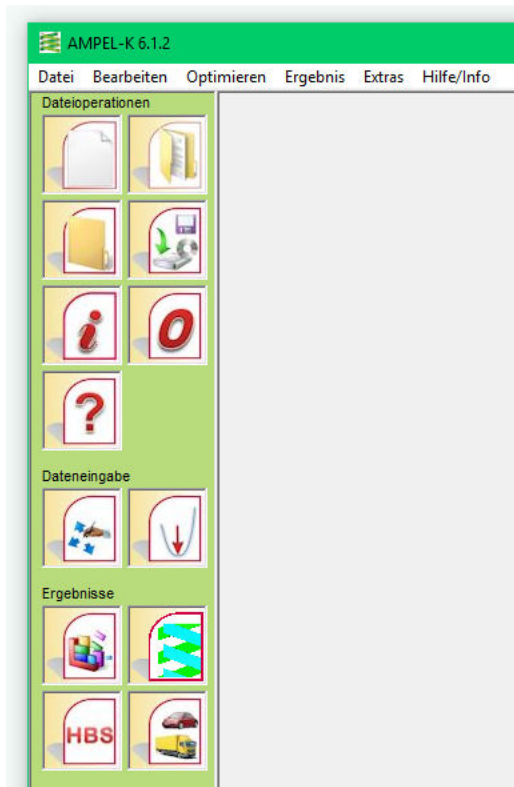 AMPEL-K 6.1.2
Datei Bearbeiten Optimieren Ergebnis Extras Hilfe/Info
Dateioperationen
i O
?
Dateneingabe
Ergebnisse
HBS